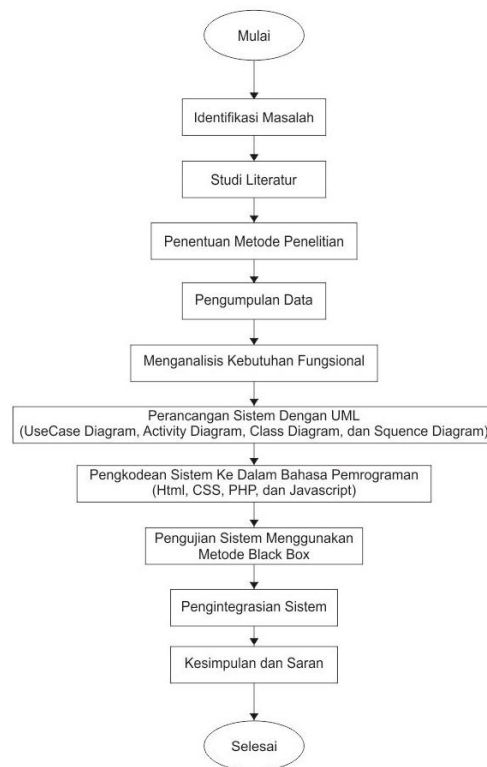 Mulai
Identifikasi Masalah
Studi Literatur
Penentuan Metode Penelitian
Pengumpulan Data
Menganalisis Kebutuhan Fungsional
Perancangan Sistem Dengan UML
(UseCase Diagram, Activity Diagram, Class Diagram, dan Squence Diagram)
Pengkodean Sistem Ke Dalam Bahasa Pemrograman
(Html, CSS, PHP, dan Javascript)
Pengujian Sistem Menggunakan
Metode Black Box
Pengintegrasian Sistem
Kesimpulan dan Saran
Selesai